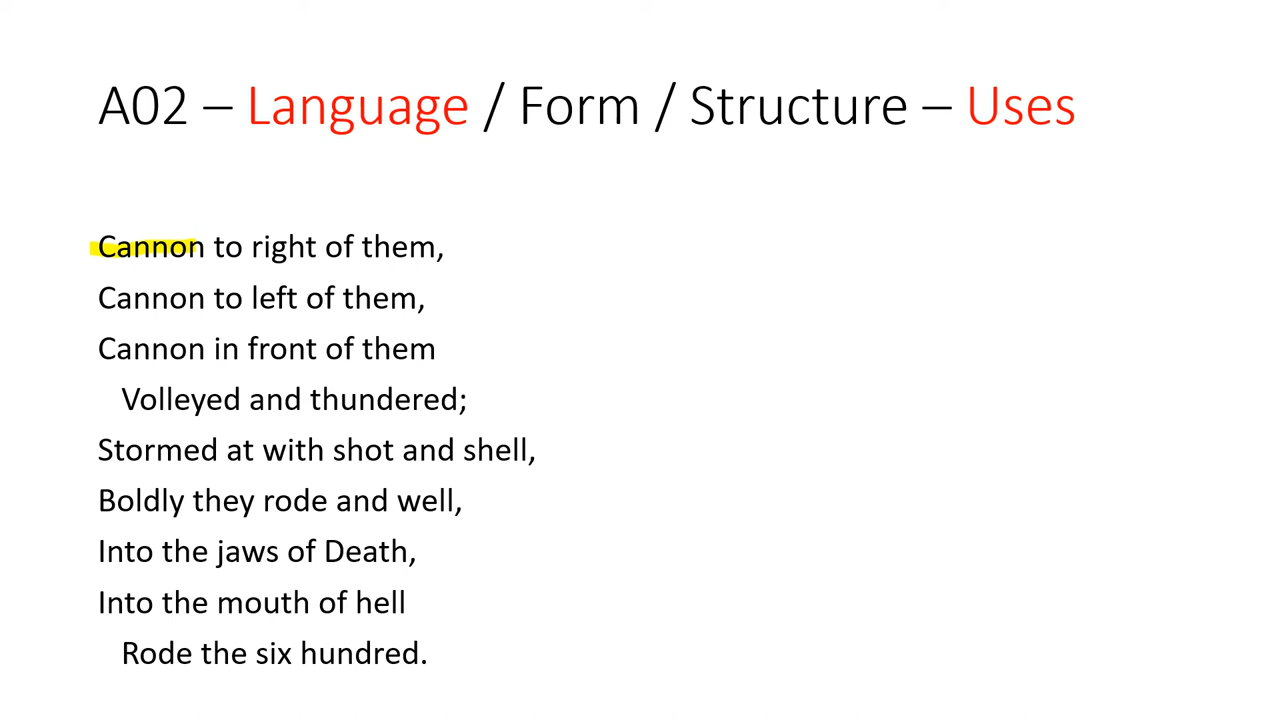 A02 – Language / Form / Structure – Uses
Cannon to right of them,
Cannon to left of them,
Cannon in front of them
Volleyed and thundered;
Stormed at with shot and shell,
Boldly they rode and well,
Into the jaws of Death,
Into the mouth of hell
Rode the six hundred.